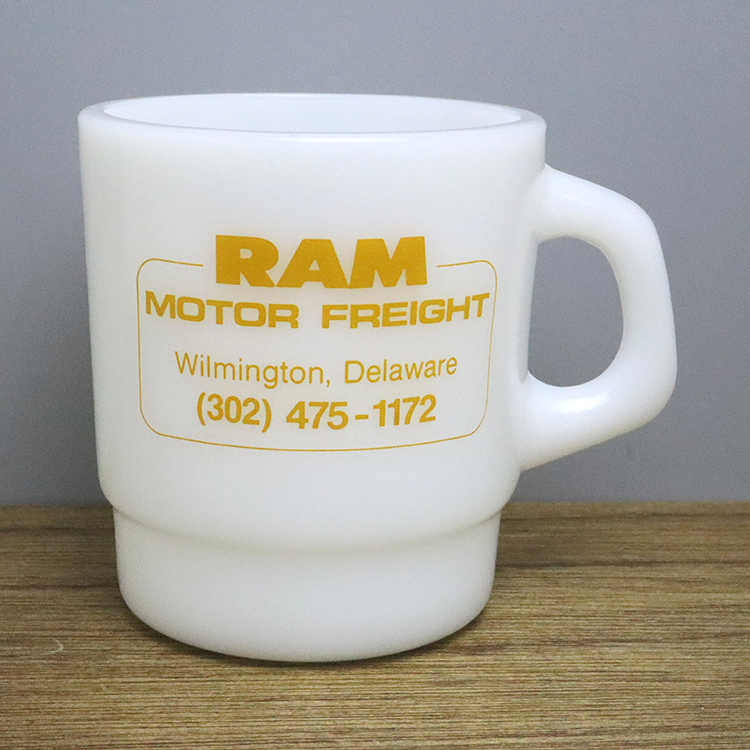 RAM
MOTOR FREIGHT
Wilmington, Delaware
(302) 475-1172